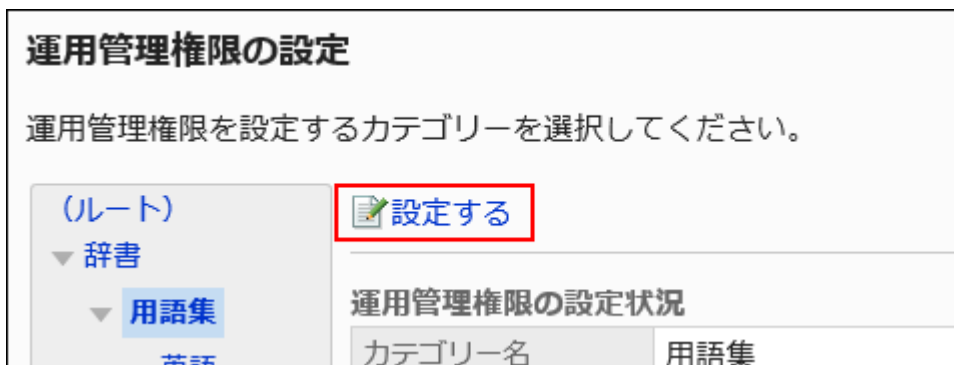 運用管理権限の設定
運用管理権限を設定するカテゴリーを選択してください。
(ルート)
設定する
辞書
用語集
運用管理権限の設定状況
英語
カテゴリー名
用語集